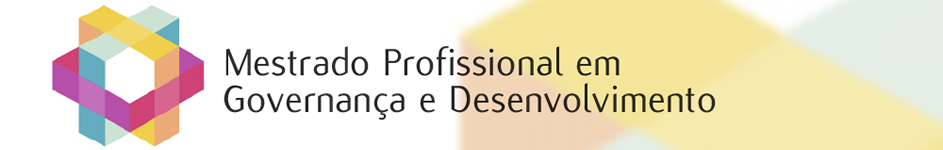 Mestrado Profissional em
Governança e Desenvolvimento